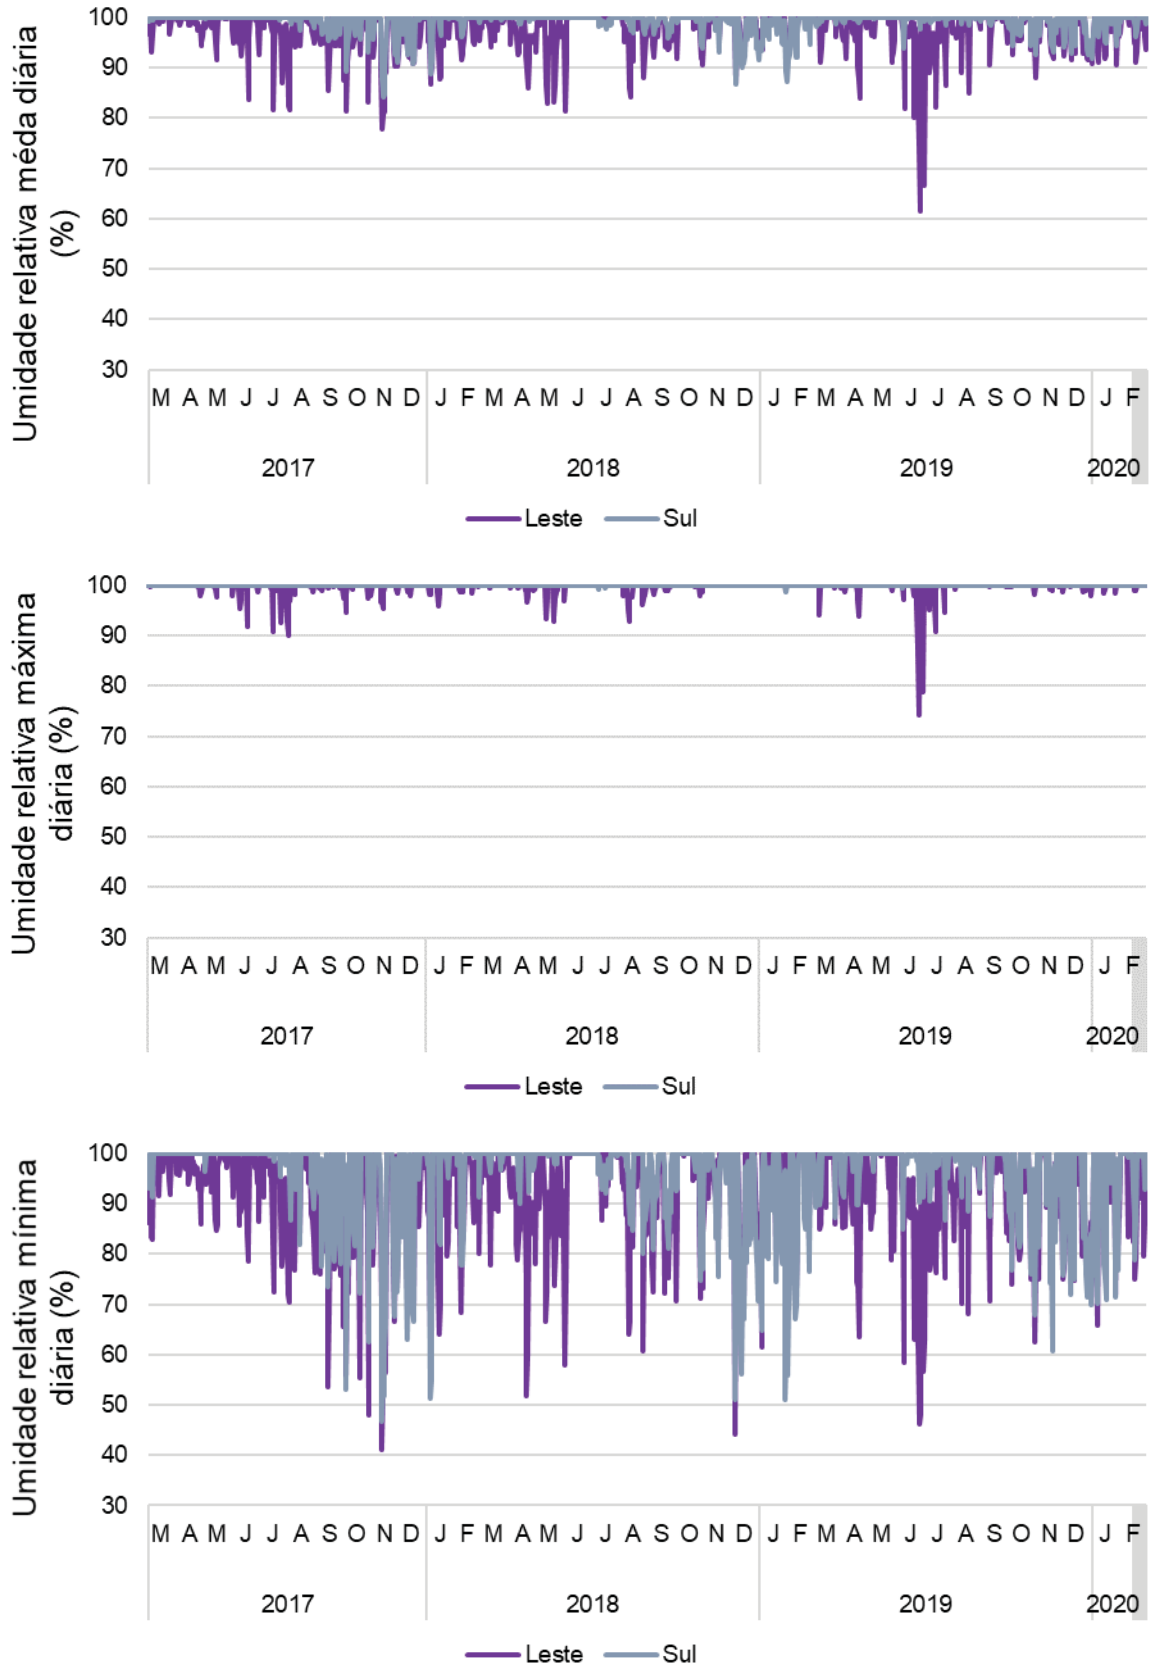 Umidade relativa méda diária
(%)
100
90
80
70
60
50
40
30
M A M J J A S O N D J F M A M J J A S O N D J F M A M J J A S O N D J F
2017 2018 2019 2020
Leste Sul
Umidade relativa máxima
diária (%)
100
90
80
70
60
50
40
30
M A M J J A S O N D J F M A M J J A S O N D J F M A M J J A S O N D J F
2017 2018 2019 2020
Leste Sul
Umidade relativa mínima
diária (%)
100
90
80
70
60
50
40
30
M A M J J A S O N D J F M A M J J A S O N D J F M A M J J A S O N D J F
2017 2018 2019 2020
Leste Sul